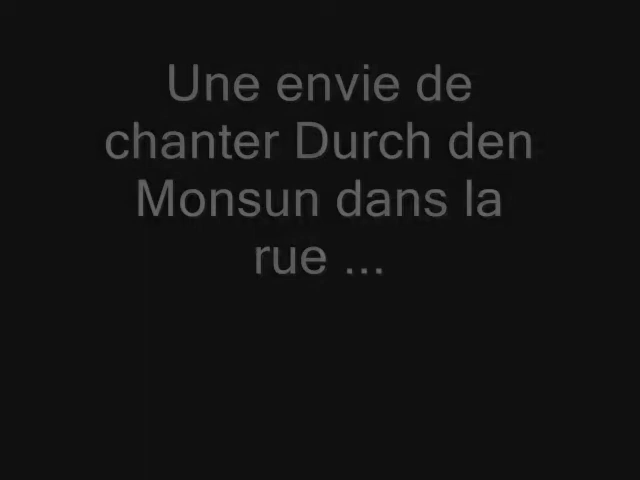 Une envie de
chanter Durch den
Monsun dans la
rue ...